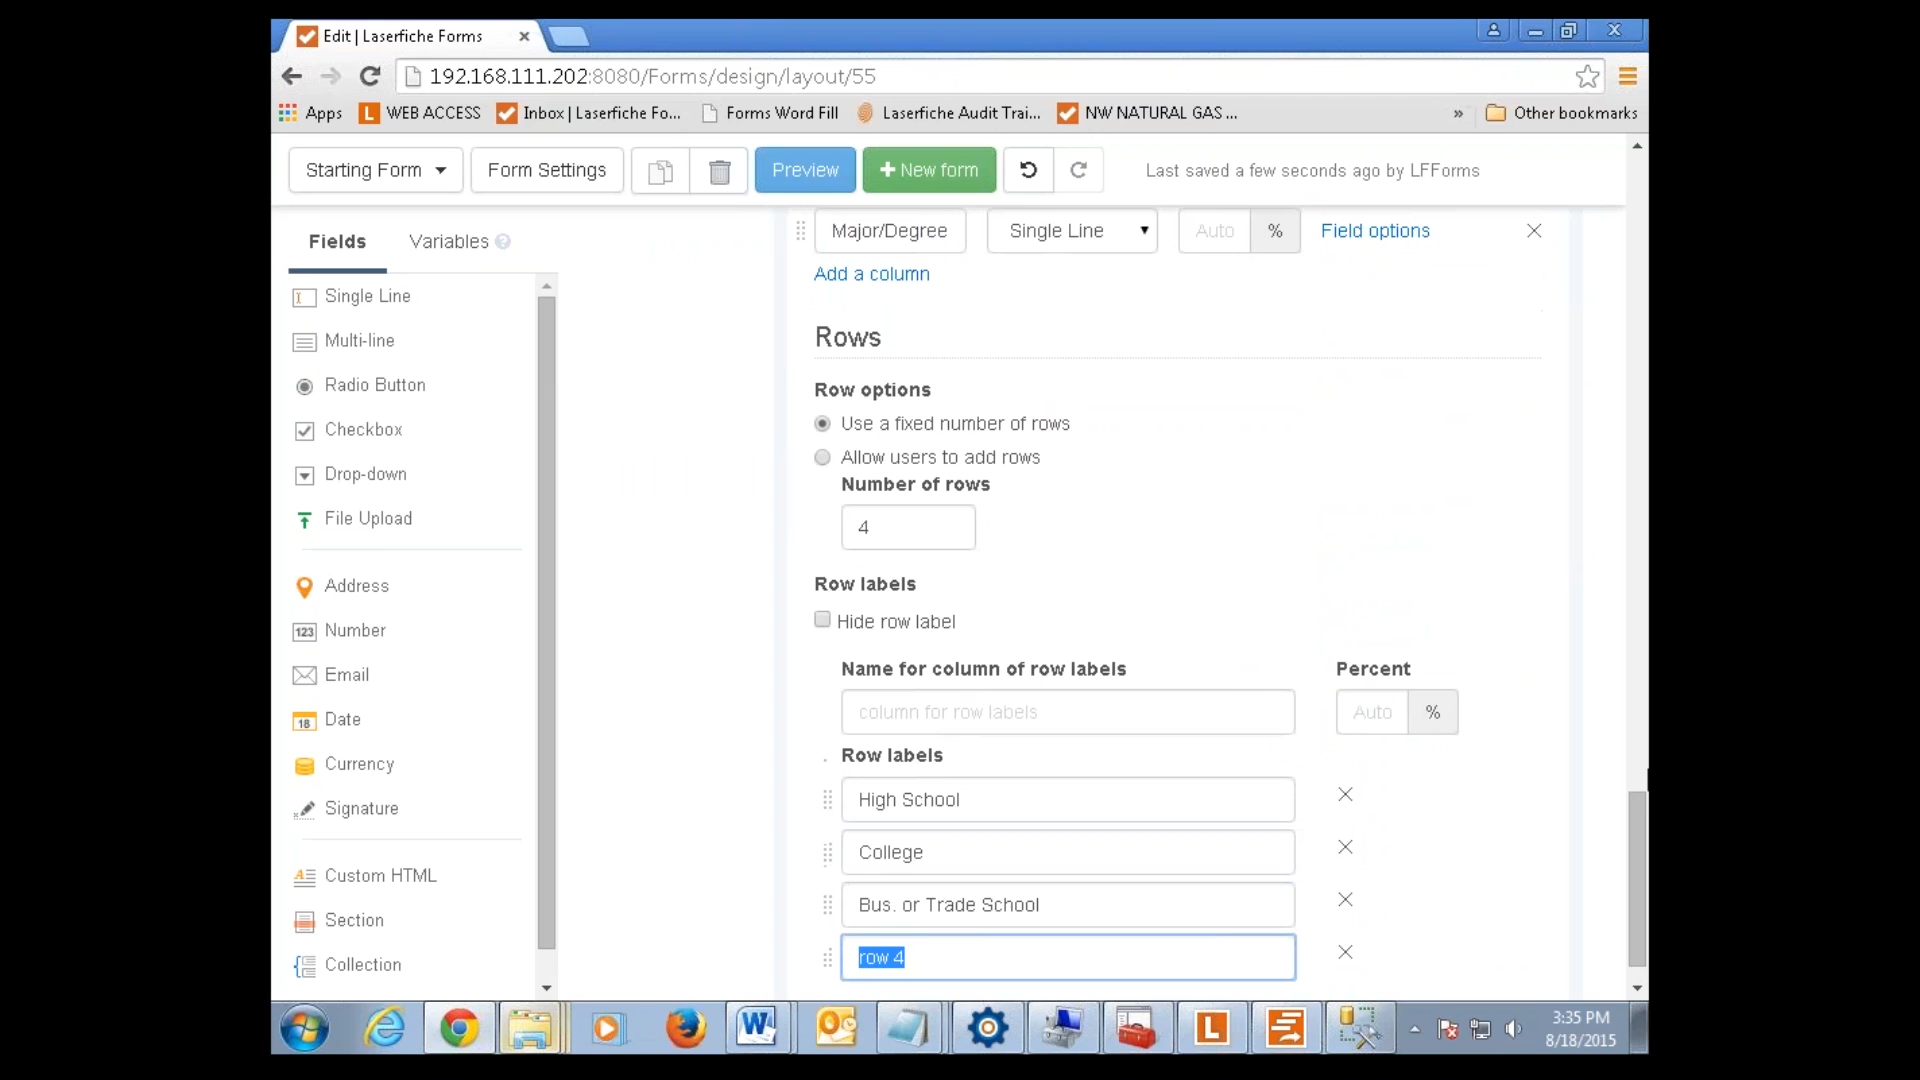 Edit | Laserfiche Forms
192.168.111.202:8080/Forms/design/layout/55
Apps WEB ACCESS Inbox | Laserfiche Fo... Forms Word Fill Laserfiche Audit Trai... NW NATURAL GAS ... » Other bookmarks
Starting Form Form Settings Preview + New form Last saved a few seconds ago by LFForms
Fields Variables ?
Major/Degree Single Line Auto % Field options
Add a column
Single Line
Multi-line
Radio Button
Checkbox
Drop-down
File Upload
Address
123 Number
Email
18 Date
Currency
Signature
Custom HTML
Section
Collection
Rows
Row options
Use a fixed number of rows
Allow users to add rows
Number of rows
4
Row labels
Hide row label
Name for column of row labels Percent
column for row labels Auto %
Row labels
High School
College
Bus. or Trade School
row 4
3:35 PM
8/18/2015